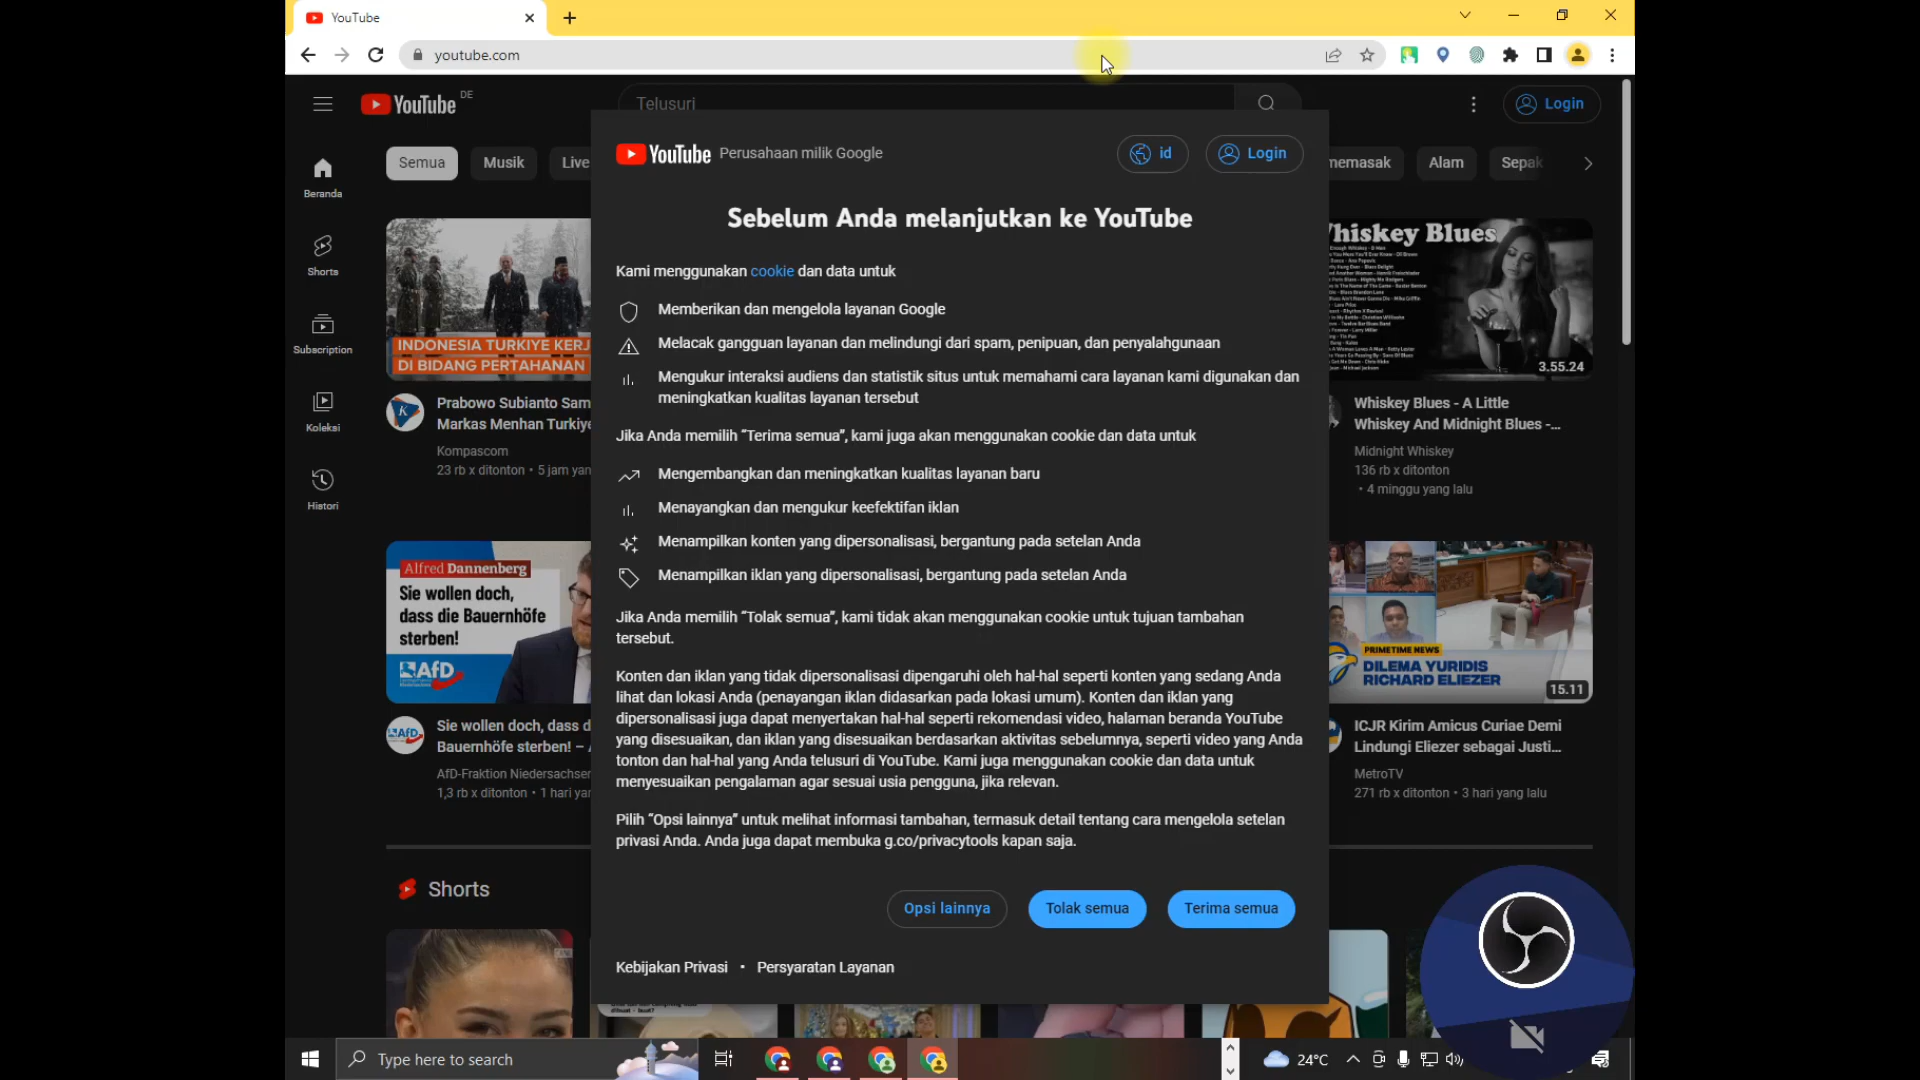 YouTube
youtube.com
YouTube DE
Telusuri
Login
Semua
Musik
Live
memasak
Alam
Sepak
Beranda
Shorts
Subscription
Koleksi
Histori
YouTube Perusahaan milik Google
id
Login
Sebelum Anda melanjutkan ke YouTube
Kami menggunakan cookie dan data untuk
Memberikan dan mengelola layanan Google
Melacak gangguan layanan dan melindungi dari spam, penipuan, dan penyalahgunaan
Mengukur interaksi audiens dan statistik situs untuk memahami cara layanan kami digunakan dan
meningkatkan kualitas layanan tersebut
Jika Anda memilih “Terima semua”, kami juga akan menggunakan cookie dan data untuk
Mengembangkan dan meningkatkan kualitas layanan baru
Menayangkan dan mengukur keefektifan iklan
Menampilkan konten yang dipersonalisasi, bergantung pada setelan Anda
Menampilkan iklan yang dipersonalisasi, bergantung pada setelan Anda
Jika Anda memilih “Tolak semua”, kami tidak akan menggunakan cookie untuk tujuan tambahan
tersebut.
Konten dan iklan yang tidak dipersonalisasi dipengaruhi oleh hal-hal seperti konten yang sedang Anda
lihat dan lokasi Anda (penayangan iklan didasarkan pada lokasi umum). Konten dan iklan yang
dipersonalisasi juga dapat menyertakan hal-hal seperti rekomendasi video, halaman beranda YouTube
yang disesuaikan, dan iklan yang disesuaikan berdasarkan aktivitas sebelumnya, seperti video yang Anda
tonton dan hal-hal yang Anda telusuri di YouTube. Kami juga menggunakan cookie dan data untuk
menyesuaikan pengalaman agar sesuai usia pengguna, jika relevan.
Pilih “Opsi lainnya” untuk melihat informasi tambahan, termasuk detail tentang cara mengelola setelan
privasi Anda. Anda juga dapat membuka g.co/privacytools kapan saja.
Opsi lainnya
Tolak semua
Terima semua
Kebijakan Privasi • Persyaratan Layanan
INDONESIA TURKIYE KERJ
DI BIDANG PERTAHANAN
Prabowo Subianto Sam
Markas Menhan Turkiye
Kompascom
23 rb x ditonton • 5 jam yan
Whiskey Blues
3.55.24
Whiskey Blues - A Little
Whiskey And Midnight Blues -...
Midnight Whiskey
136 rb x ditonton
• 4 minggu yang lalu
Alfred Dannenberg
Sie wollen doch,
dass die Bauernhöfe
sterben!
AfD
Sie wollen doch, dass d
Bauernhöfe sterben! –
AfD-Fraktion Niedersachsen
1,3 rb x ditonton • 1 hari yan
PRIMETIME NEWS
DILEMA YURIDIS
RICHARD ELIEZER
15.11
ICJR Kirim Amicus Curiae Demi
Lindungi Eliezer sebagai Justi...
MetroTV
271 rb x ditonton • 3 hari yang lalu
Shorts
Type here to search
24°C